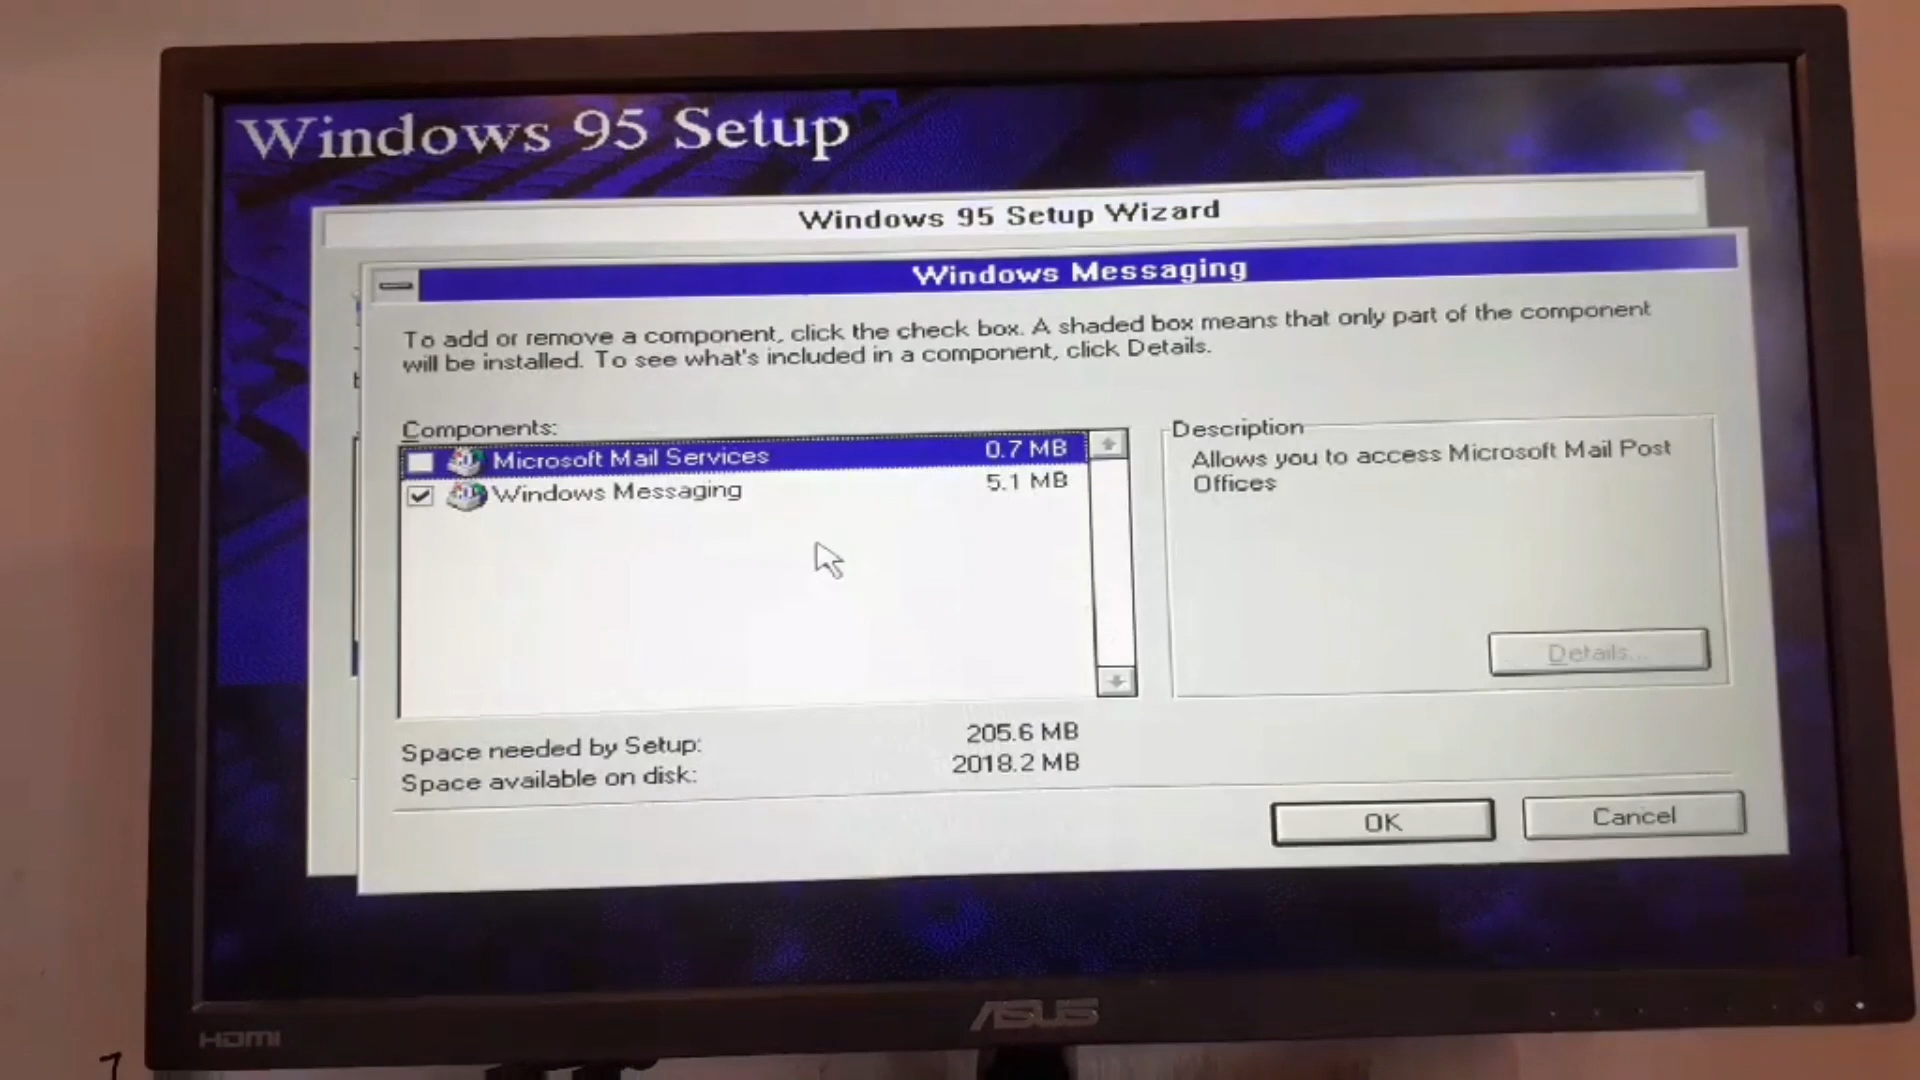 Windows 95 Setup
Windows 95 Setup Wizard
Windows Messaging
To add or remove a component, click the check box. A shaded box means that only part of the component
will be installed. To see what's included in a component, click Details.
Components:
Microsoft Mail Services 0.7 MB
Windows Messaging 5.1 MB
Description
Allows you to access Microsoft Mail Post
Offices
Details...
Space needed by Setup: 205.6 MB
Space available on disk: 2018.2 MB
OK
Cancel
HDMI
ASUS